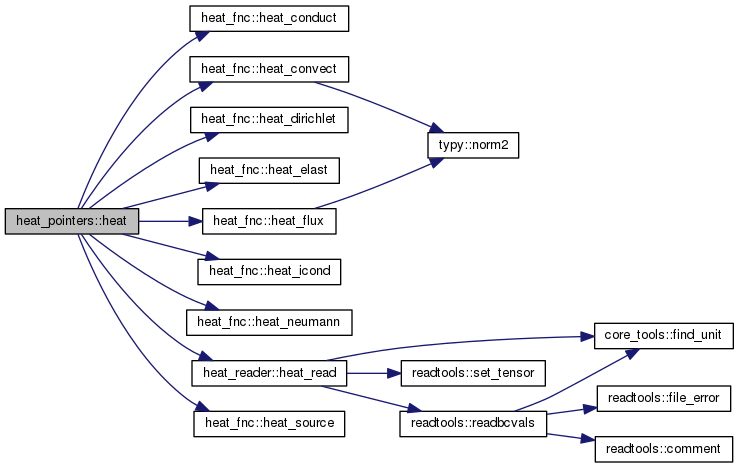 heat_fnc::heat_conduct
heat_fnc::heat_convect
heat_fnc::heat_dirichlet
typy::norm2
heat_fnc::heat_elast
heat_pointers::heat
heat_fnc::heat_flux
heat_fnc::heat_icond
heat_fnc::heat_neumann
core_tools::find_unit
heat_reader::heat_read
readtools::set_tensor
readtools::file_error
heat_fnc::heat_source
readtools::readbcvals
readtools::comment